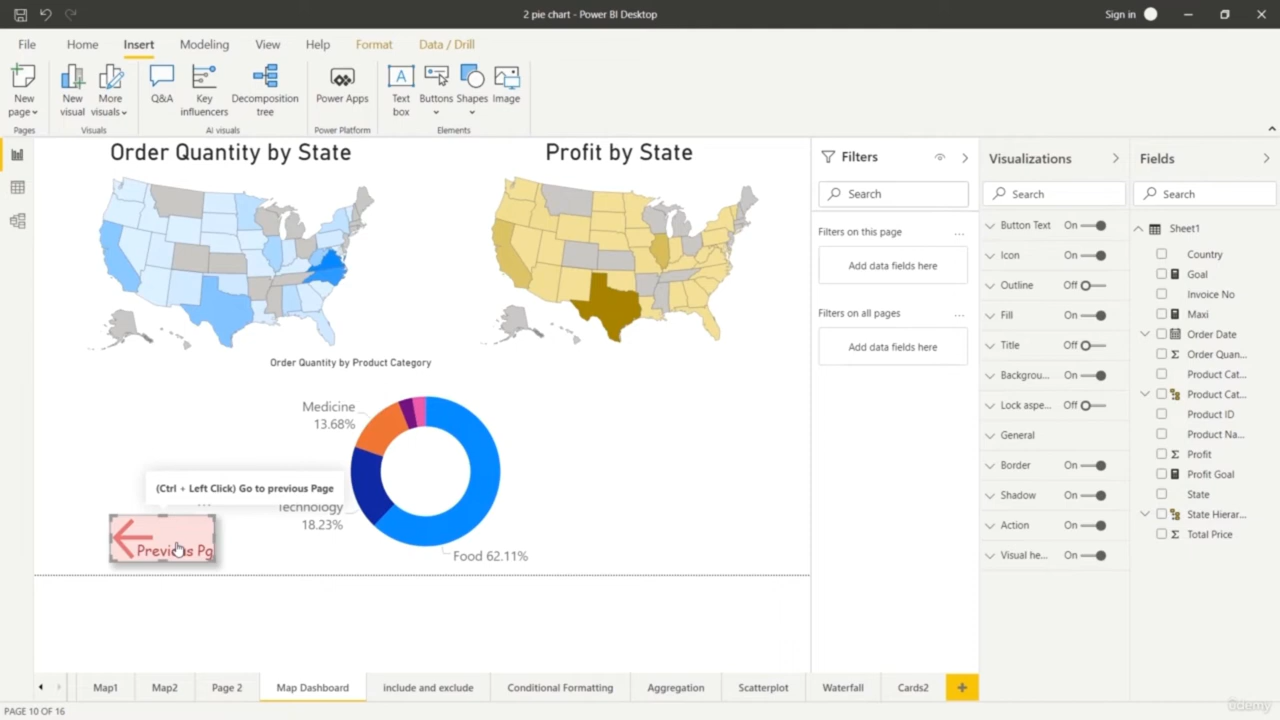 2 pie chart - Power BI Desktop
Sign in
File Home Insert Modeling View Help Format Data / Drill
New page
New visual
More visuals
Q&A
Key influencers
Decomposition tree
Power Apps
Text box
Buttons
Shapes
Image
Pages
Visuals
AI visuals
Power Platform
Elements
Order Quantity by State
Profit by State
Order Quantity by Product Category
Medicine
13.68%
(Ctrl + Left Click) Go to previous Page
Technology
18.23%
Food 62.11%
Previous Pg
Filters
Search
Filters on this page
...
Add data fields here
Filters on all pages
...
Add data fields here
Visualizations
Search
Button Text On
Icon On
Outline Off
Fill On
Title Off
Backgrou... On
Lock aspe... Off
General
Border On
Shadow On
Action On
Visual he... On
Fields
Search
Sheet1
Country
Goal
Invoice No
Maxi
Order Date
Order Quan...
Product Cat...
Product Cat...
Product ID
Product Na...
Profit
Profit Goal
State
State Hierar...
Total Price
Map1
Map2
Page 2
Map Dashboard
include and exclude
Conditional Formatting
Aggregation
Scatterplot
Waterfall
Cards2
+
PAGE 10 OF 16
ûdemy